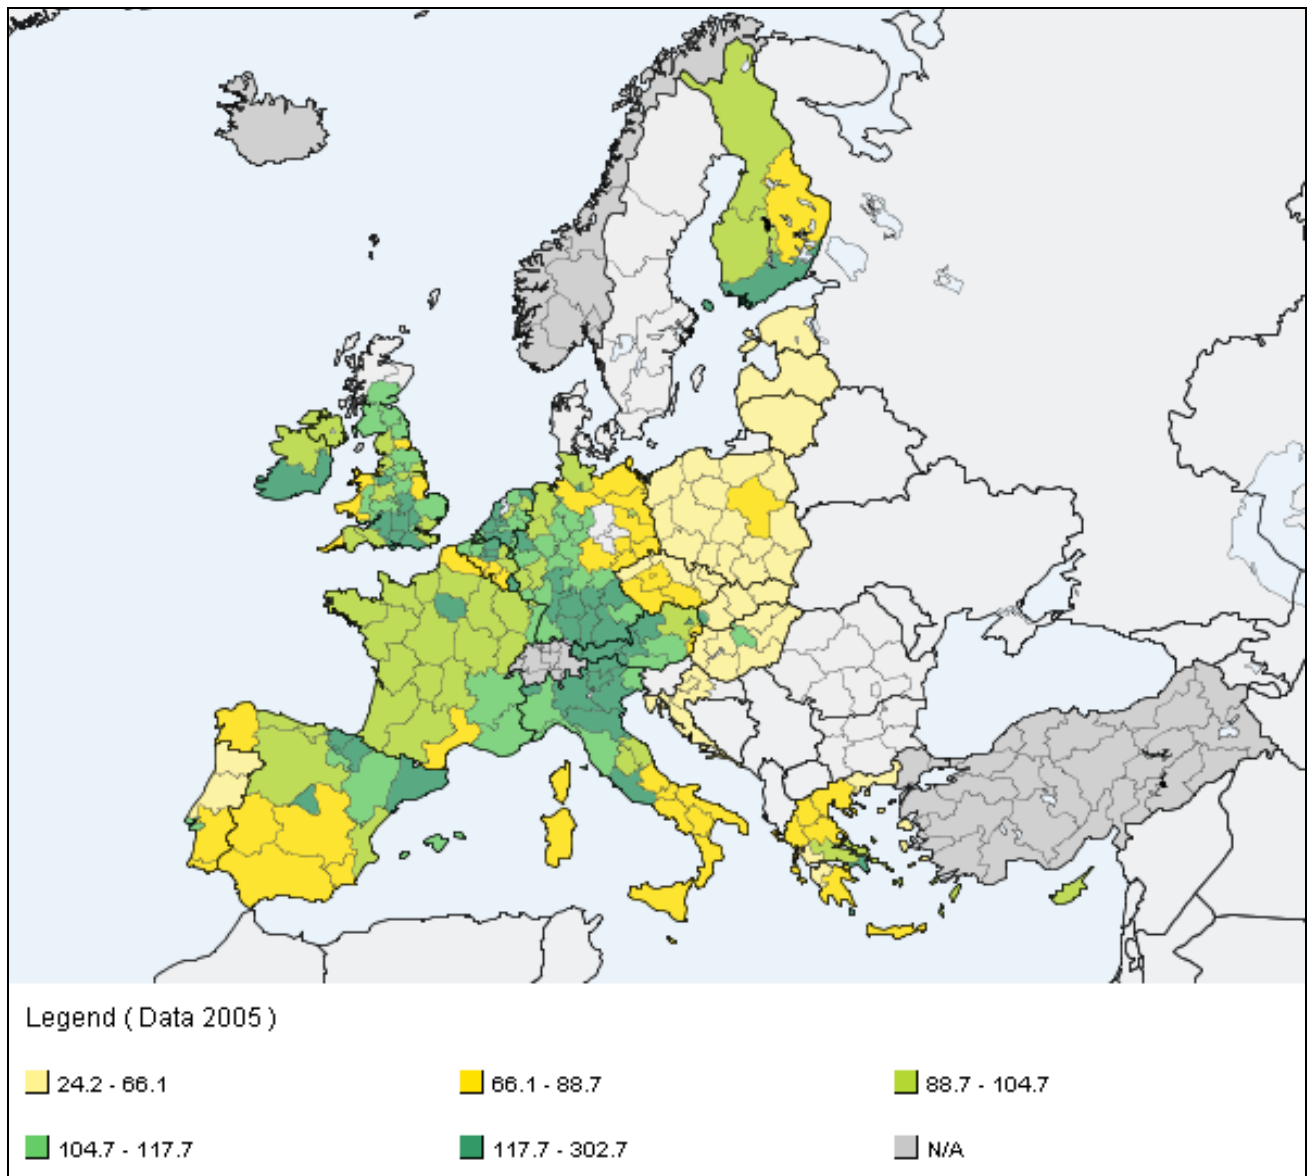 Legend ( Data 2005 )
24.2 - 66.1 66.1 - 88.7 88.7 - 104.7
104.7 - 117.7 117.7 - 302.7 N/A